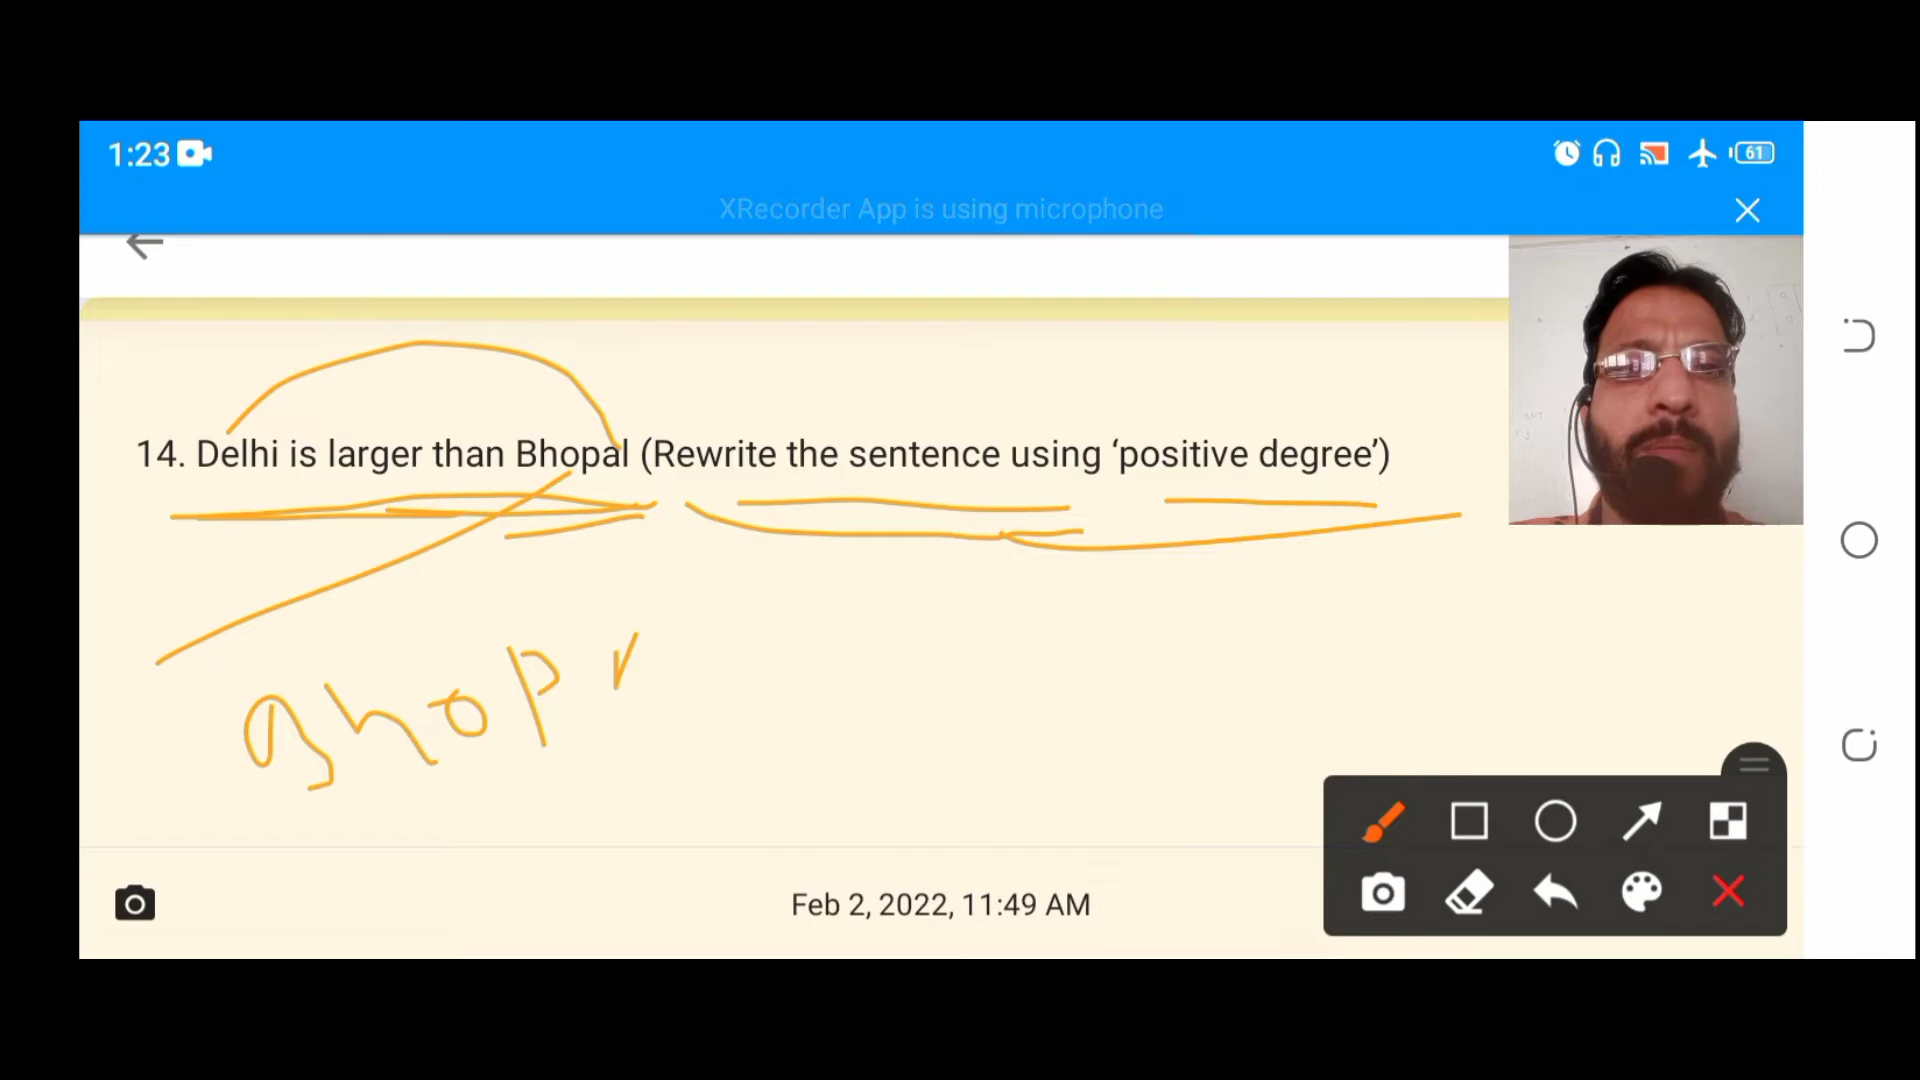 1:23
61
XRecorder App is using microphone
14. Delhi is larger than Bhopal (Rewrite the sentence using ‘positive degree’)
Bhop
Feb 2, 2022, 11:49 AM